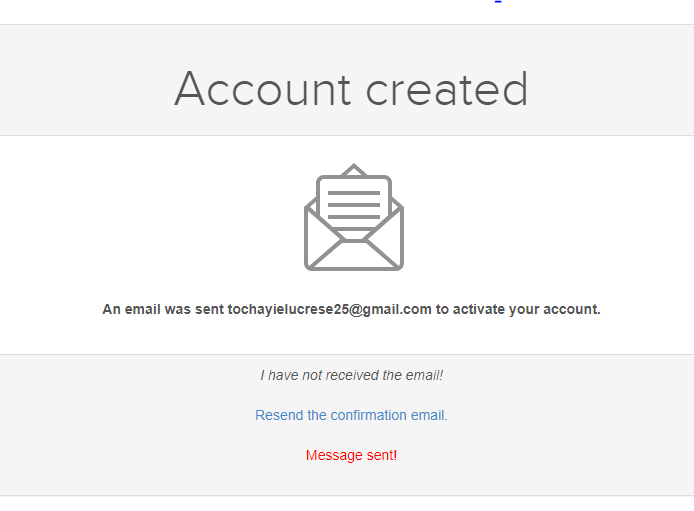 Account created
An email was sent tochayielucrese25@gmail.com to activate your account.
I have not received the email!
Resend the confirmation email.
Message sent!